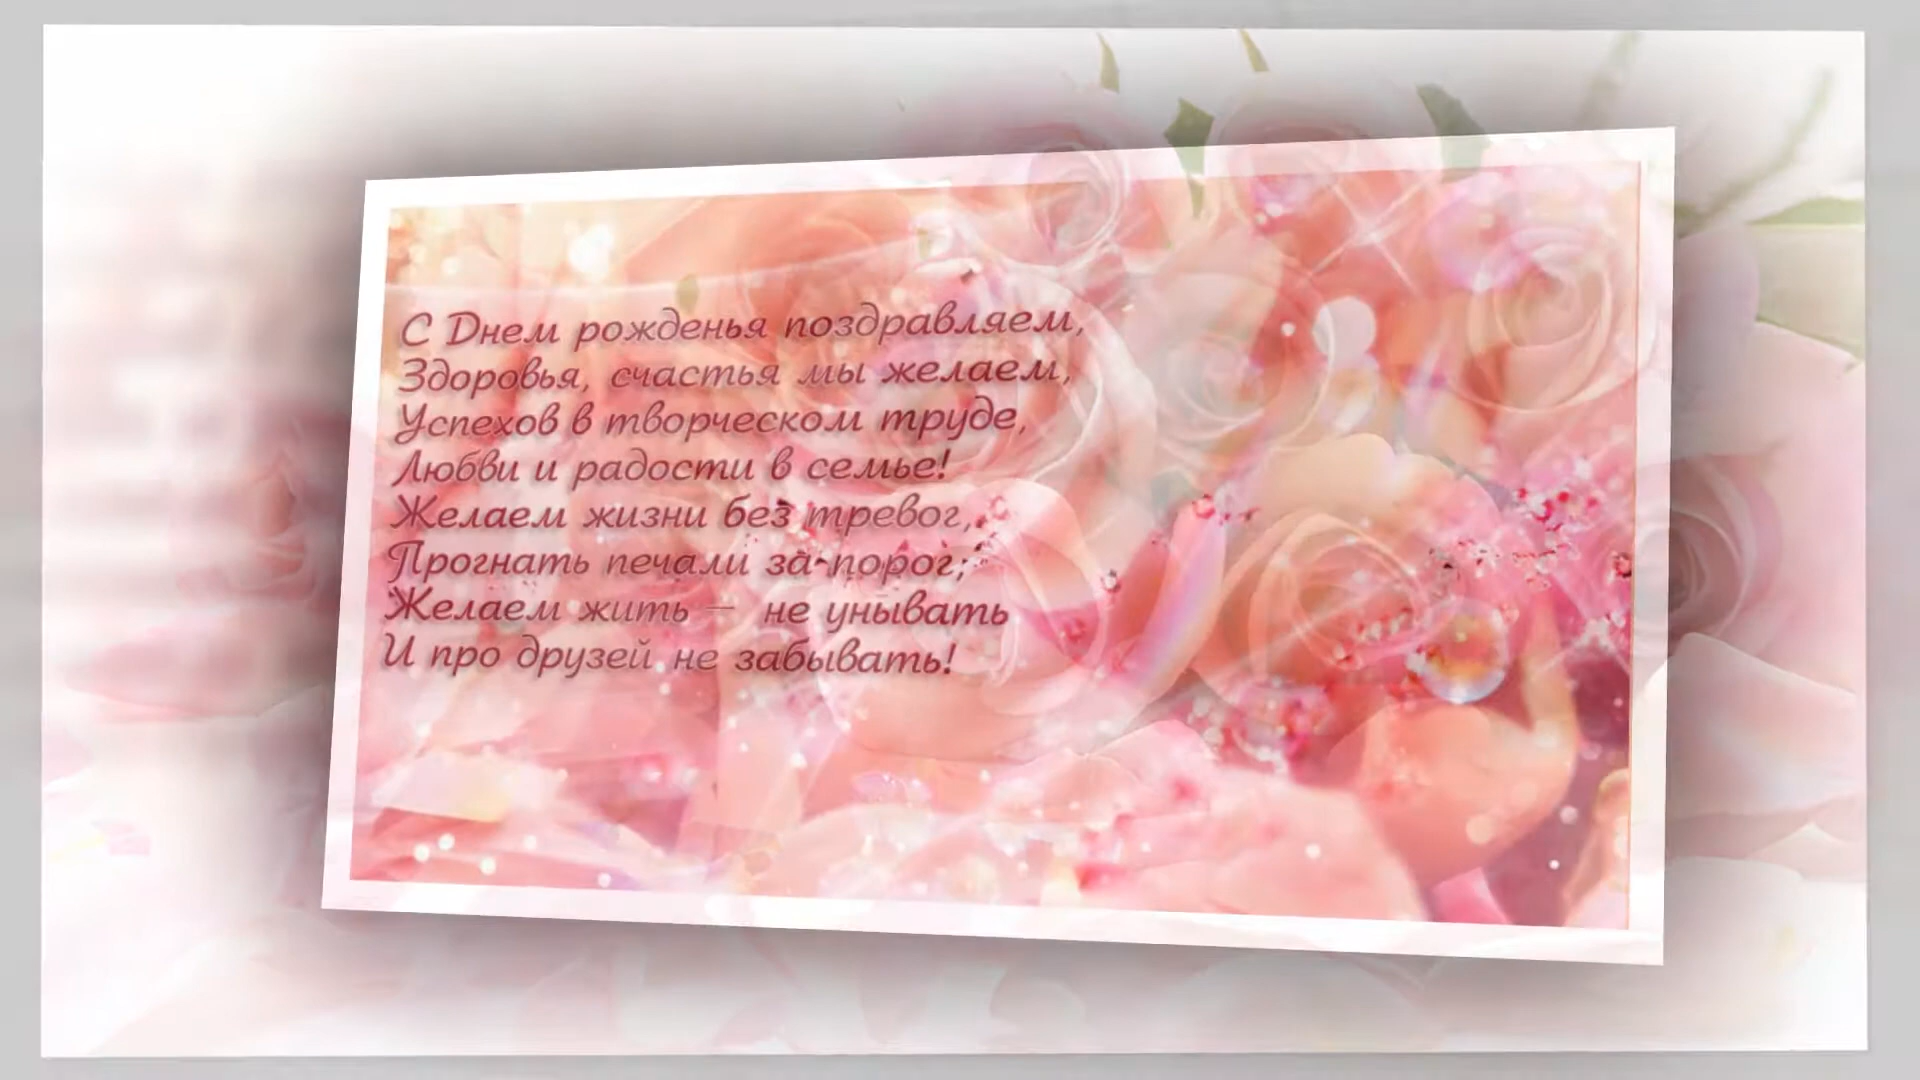 С Днем рожденья поздравляем,
Здоровья, счастья мы желаем,
Успехов в творческом труде,
Любви и радости в семье!
Желаем жизни без тревог,
Прогнать печали за порог;
Желаем жить – не унывать
И про друзей не забывать!